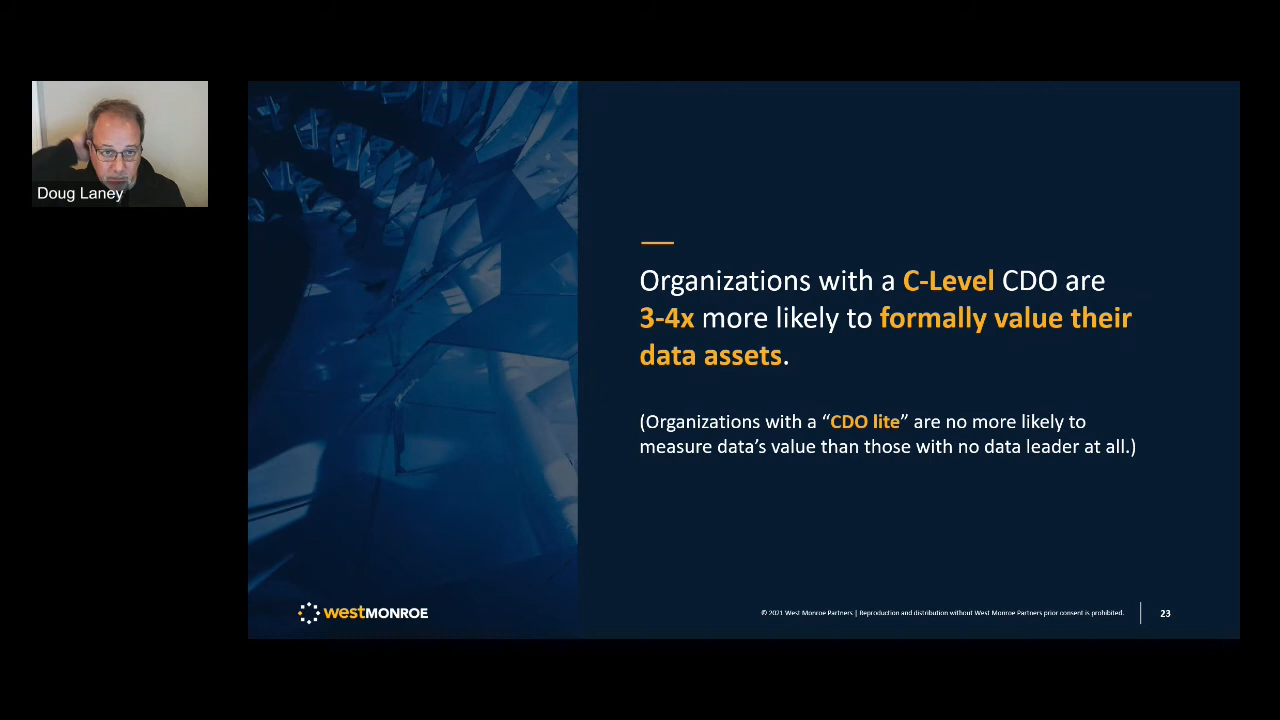 Doug Laney
Organizations with a C-Level CDO are
3-4x more likely to formally value their
data assets.
(Organizations with a “CDO lite” are no more likely to
measure data’s value than those with no data leader at all.)
westMONROE
© 2021 West Monroe Partners | Reproduction and distribution without West Monroe Partners prior consent is prohibited.
23